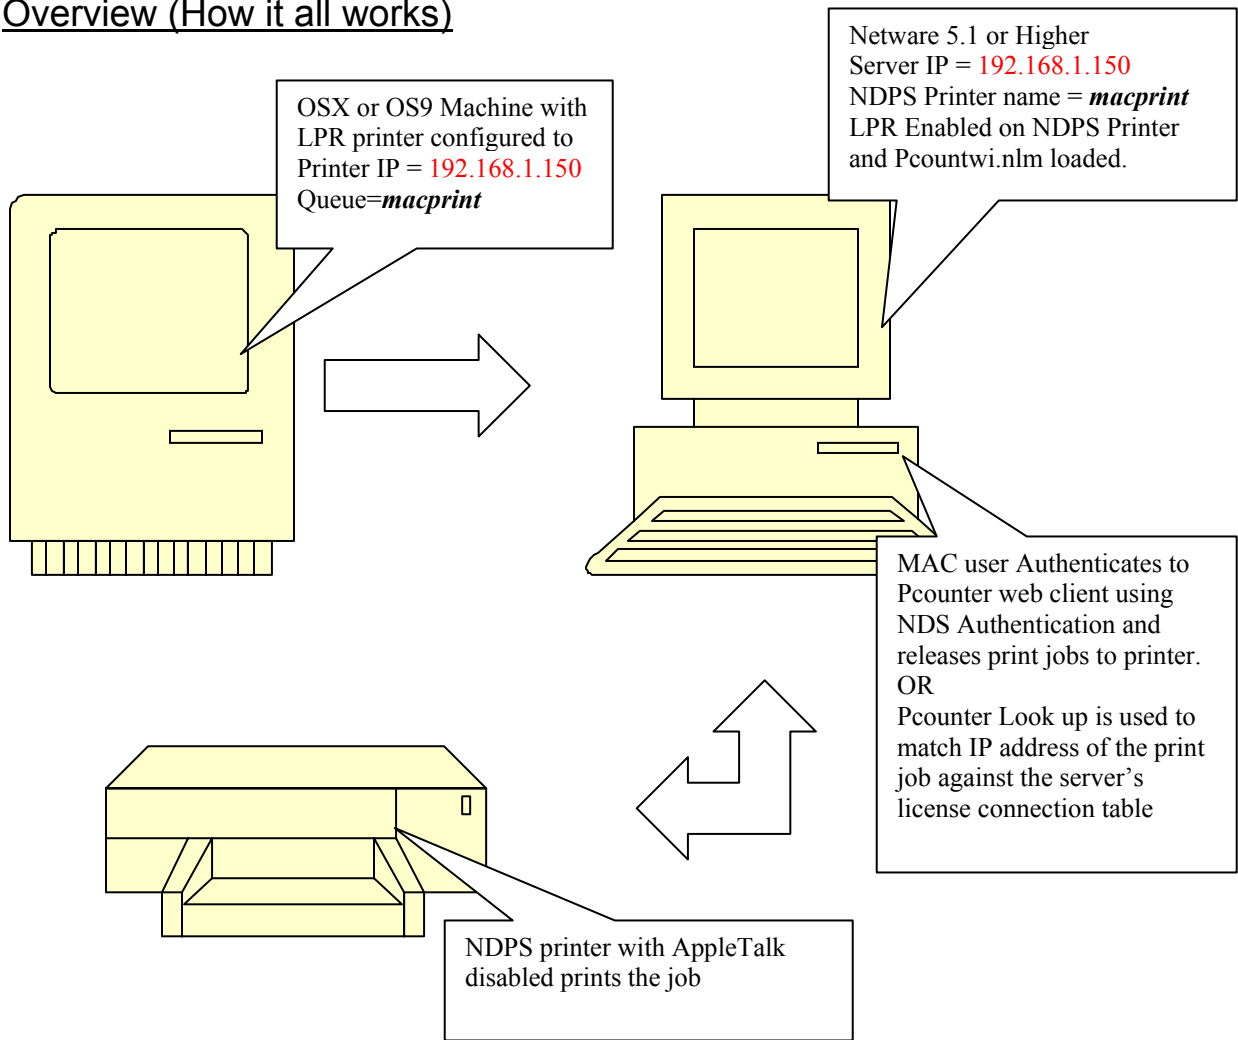 Overview (How it all works)
OSX or OS9 Machine with
LPR printer configured to
Printer IP = 192.168.1.150
Queue=macprint
Netware 5.1 or Higher
Server IP = 192.168.1.150
NDPS Printer name = macprint
LPR Enabled on NDPS Printer
and Pcountwi.nlm loaded.
MAC user Authenticates to
Pcounter web client using
NDS Authentication and
releases print jobs to printer.
OR
Pcounter Look up is used to
match IP address of the print
job against the server’s
license connection table
NDPS printer with AppleTalk
disabled prints the job